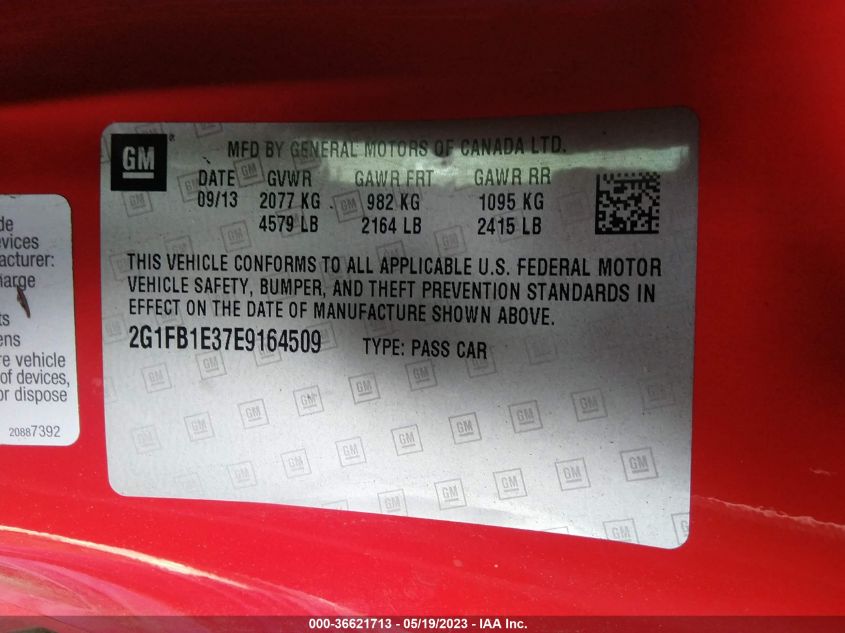 GM
MFD BY GENERAL MOTORS OF CANADA LTD.
DATE GVWR GAWR FRT GAWR RR
09/13 2077 KG 982 KG 1095 KG
4579 LB 2164 LB 2415 LB
THIS VEHICLE CONFORMS TO ALL APPLICABLE U.S. FEDERAL MOTOR
VEHICLE SAFETY, BUMPER, AND THEFT PREVENTION STANDARDS IN
EFFECT ON THE DATE OF MANUFACTURE SHOWN ABOVE.
2G1FB1E37E9164509 TYPE: PASS CAR
de
evices
acturer:
harge
ts
ens
re vehicle
of devices,
or dispose
20887392
000-36621713 - 05/19/2023 - IAA Inc.